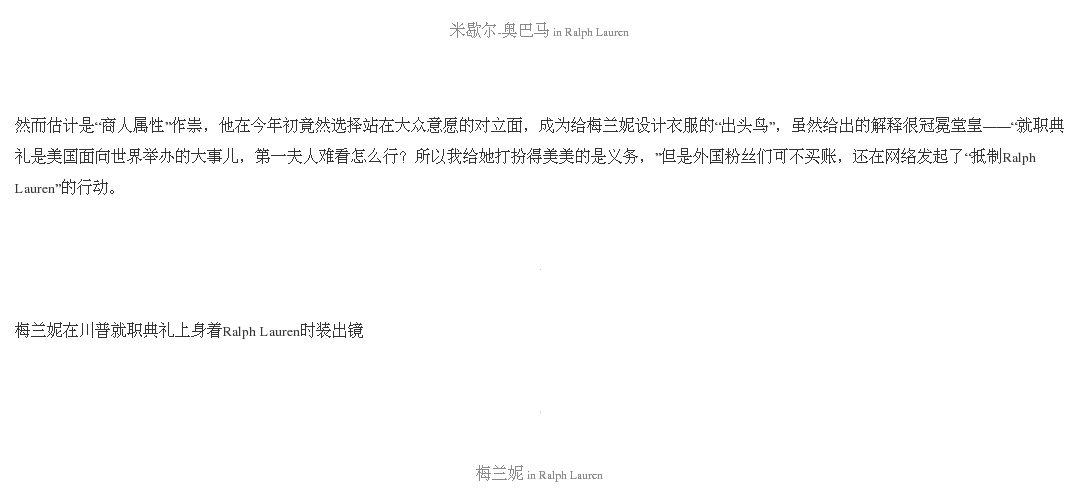 米歇尔-奥巴马 in Ralph Lauren
然而估计是“商人属性”作祟，他在今年初竟然选择站在大众意愿的对立面，成为给梅兰妮设计衣服的“出头鸟”，虽然给出的解释很冠冕堂皇——“就职典
礼是美国面向世界举办的大事儿，第一夫人难看怎么行？所以我给她打扮得美美的是义务，”但是外国粉丝们可不买账，还在网络发起了“抵制Ralph
Lauren”的行动。
梅兰妮在川普就职典礼上身着Ralph Lauren时装出镜
梅兰妮 in Ralph Lauren